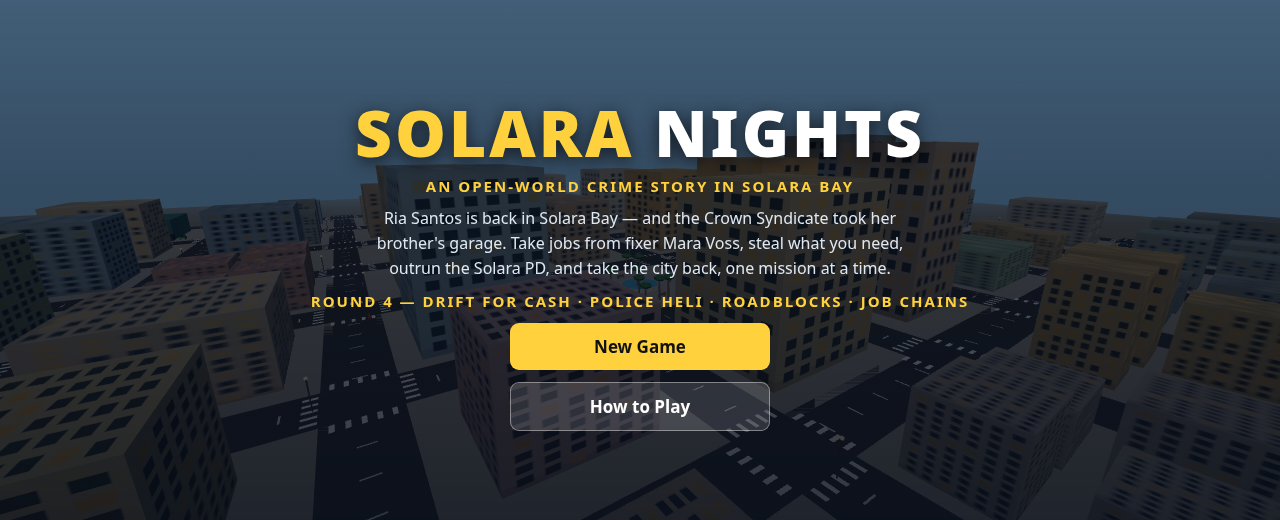 SOLARA NIGHTS
AN OPEN-WORLD CRIME STORY IN SOLARA BAY
Ria Santos is back in Solara Bay — and the Crown Syndicate took her
brother's garage. Take jobs from fixer Mara Voss, steal what you need,
outrun the Solara PD, and take the city back, one mission at a time.
ROUND 4 — DRIFT FOR CASH · POLICE HELI · ROADBLOCKS · JOB CHAINS
New Game
How to Play